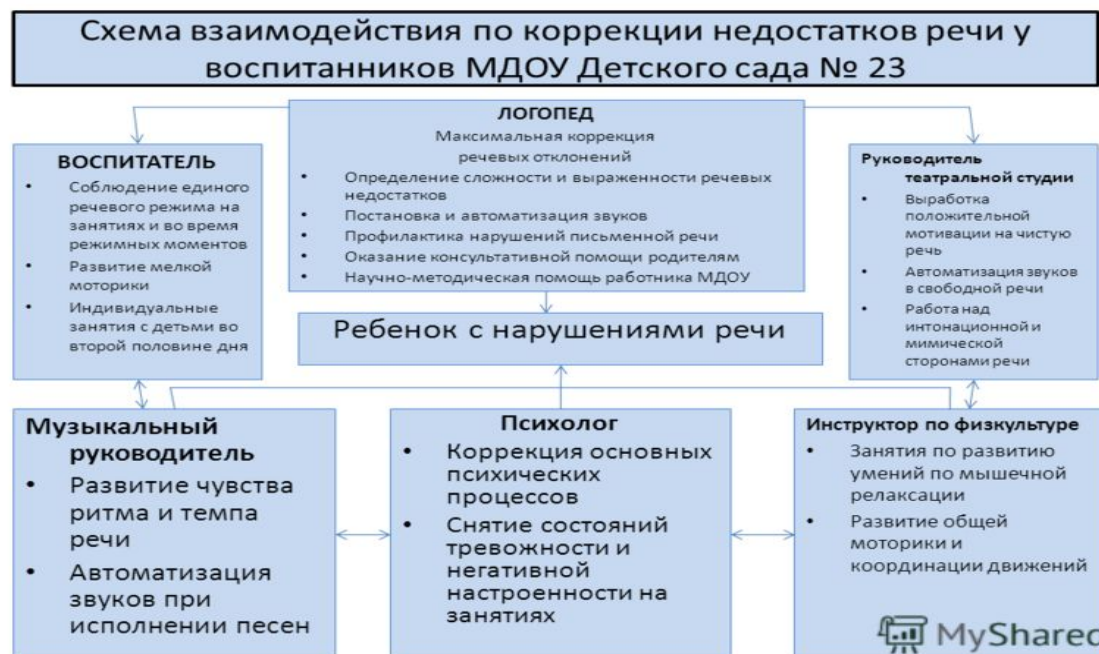 Схема взаимодействия по коррекции недостатков речи у
воспитанников МДОУ Детского сада № 23
ЛОГОПЕД
Максимальная коррекция
речевых отклонений
• Определение сложности и выраженности речевых
недостатков
• Постановка и автоматизация звуков
• Профилактика нарушений письменной речи
• Оказание консультативной помощи родителям
• Научно-методическая помощь работника МДОУ
ВОСПИТАТЕЛЬ
• Соблюдение единого
речевого режима на
занятиях и во время
режимных моментов
• Развитие мелкой
моторики
• Индивидуальные
занятия с детьми во
второй половине дня
Руководитель
театральной студии
• Выработка
положительной
мотивации на чистую
речь
• Автоматизация звуков
в свободной речи
• Работа над
интонационной и
мимической
сторонами речи
Ребенок с нарушениями речи
Музыкальный
руководитель
• Развитие чувства
ритма и темпа
речи
• Автоматизация
звуков при
исполнении песен
Психолог
• Коррекция основных
психических
процессов
• Снятие состояний
тревожности и
негативной
настроенности на
занятиях
Инструктор по физкультуре
• Занятия по развитию
умений по мышечной
релаксации
• Развитие общей
моторики и
координации движений
MyShared